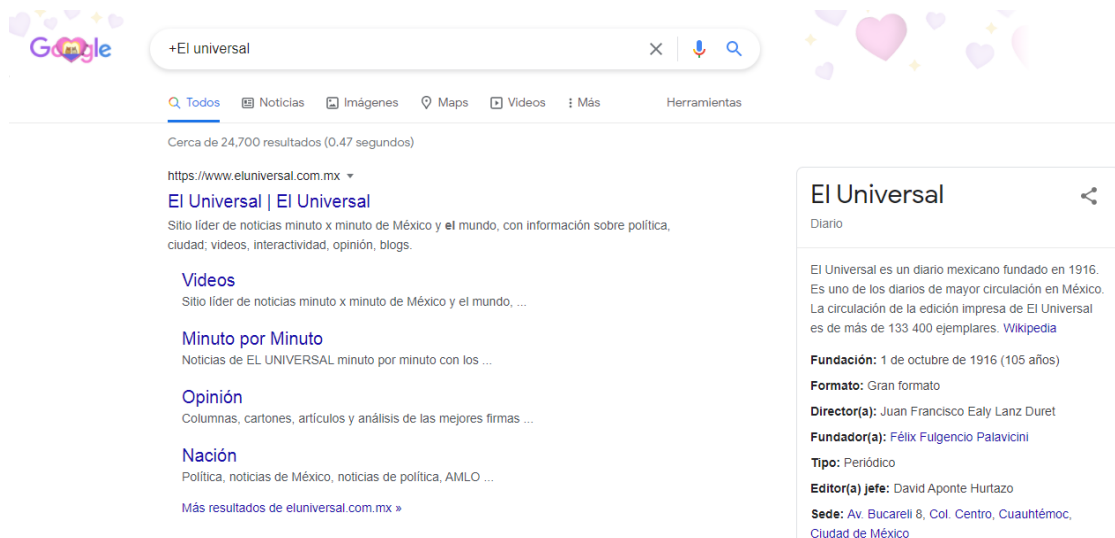 Google
+El universal
Todos Noticias Imágenes Maps Videos Más Herramientas
Cerca de 24,700 resultados (0.47 segundos)
https://www.eluniversal.com.mx
El Universal | El Universal
Sitio líder de noticias minuto x minuto de México y el mundo, con información sobre política,
ciudad; videos, interactividad, opinión, blogs.
Videos
Sitio líder de noticias minuto x minuto de México y el mundo, ...
Minuto por Minuto
Noticias de EL UNIVERSAL minuto por minuto con los ...
Opinión
Columnas, cartones, artículos y análisis de las mejores firmas ...
Nación
Política, noticias de México, noticias de política, AMLO ...
Más resultados de eluniversal.com.mx »
El Universal
Diario
El Universal es un diario mexicano fundado en 1916.
Es uno de los diarios de mayor circulación en México.
La circulación de la edición impresa de El Universal
es de más de 133 400 ejemplares. Wikipedia
Fundación: 1 de octubre de 1916 (105 años)
Formato: Gran formato
Director(a): Juan Francisco Ealy Lanz Duret
Fundador(a): Félix Fulgencio Palavicini
Tipo: Periódico
Editor(a) jefe: David Aponte Hurtazo
Sede: Av. Bucareli 8, Col. Centro, Cuauhtémoc,
Ciudad de México